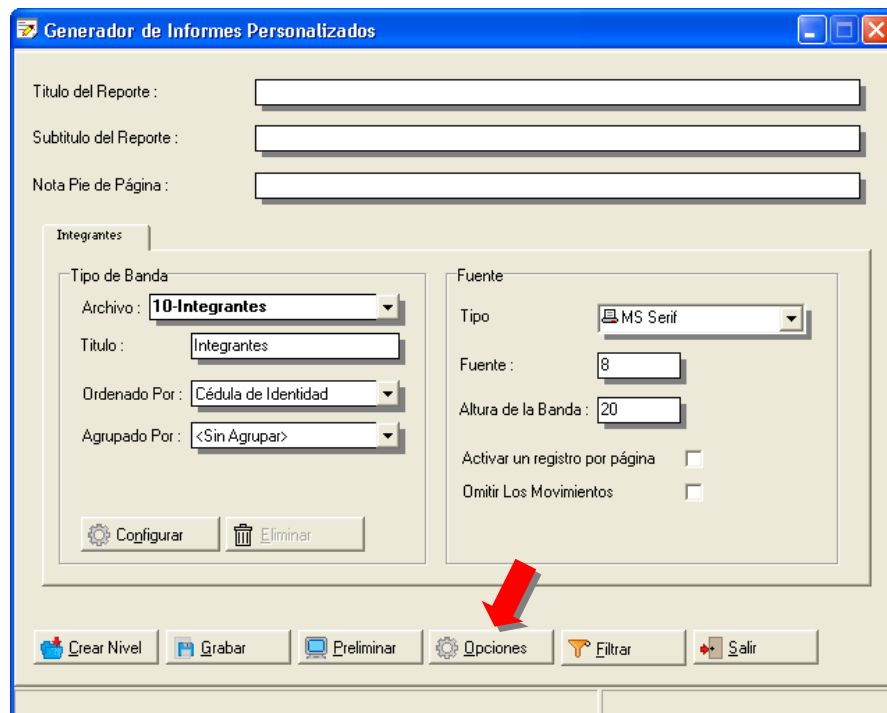 Generador de Informes Personalizados
Titulo del Reporte :
Subtitulo del Reporte :
Nota Pie de Página :
Integrantes
Tipo de Banda
Archivo : 10-Integrantes
Titulo : Integrantes
Ordenado Por : Cédula de Identidad
Agrupado Por : <Sin Agrupar>
Configurar Eliminar
Fuente
Tipo MS Serif
Fuente : 8
Altura de la Banda : 20
Activar un registro por página
Omitir Los Movimientos
Crear Nivel Grabar Preliminar Opciones Filtrar Salir